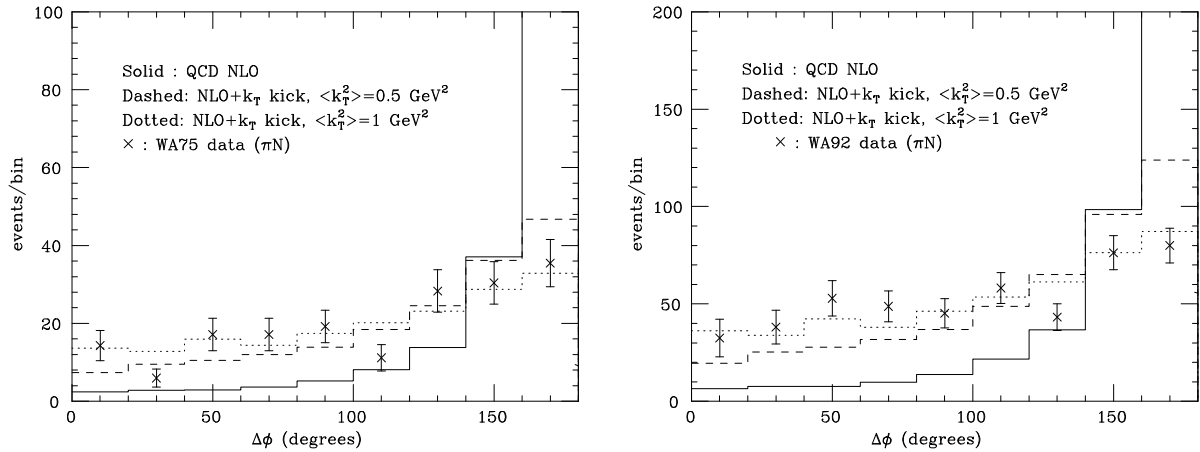 100
80
60
40
20
0
events/bin
Solid : QCD NLO
Dashed: NLO+k_T kick, <k_T^2>=0.5 GeV^2
Dotted: NLO+k_T kick, <k_T^2>=1 GeV^2
× : WA75 data (πN)
0 50 100 150
Δϕ (degrees)
200
150
100
50
0
events/bin
Solid : QCD NLO
Dashed: NLO+k_T kick, <k_T^2>=0.5 GeV^2
Dotted: NLO+k_T kick, <k_T^2>=1 GeV^2
× : WA92 data (πN)
0 50 100 150
Δϕ (degrees)